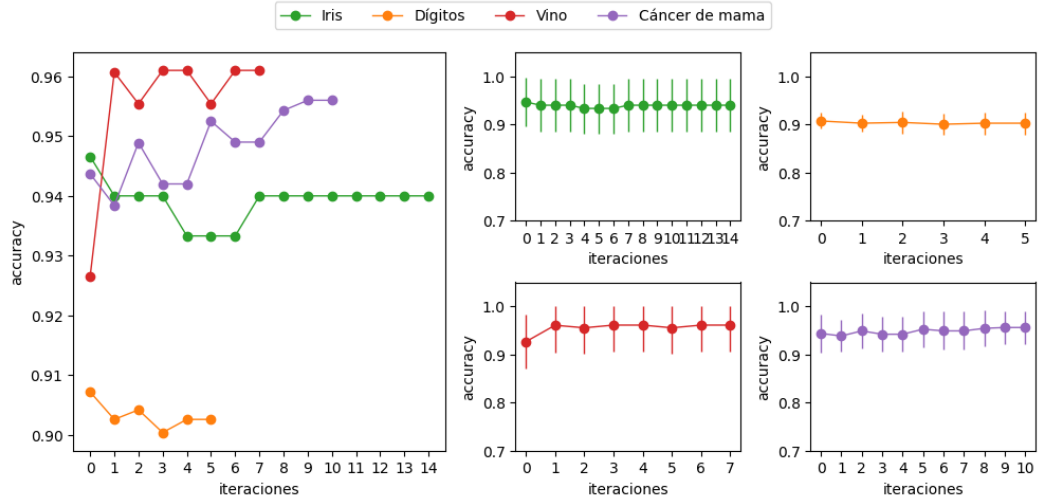 Iris Dígitos Vino Cáncer de mama
accuracy
0.96
0.95
0.94
0.93
0.92
0.91
0.90
0 1 2 3 4 5 6 7 8 9 10 11 12 13 14
iteraciones
accuracy
1.0
0.9
0.8
0.7
0 1 2 3 4 5 6 7 8 9 10 11 12 13 14
iteraciones
accuracy
1.0
0.9
0.8
0.7
0 1 2 3 4 5
iteraciones
accuracy
1.0
0.9
0.8
0.7
0 1 2 3 4 5 6 7
iteraciones
accuracy
1.0
0.9
0.8
0.7
0 1 2 3 4 5 6 7 8 9 10
iteraciones